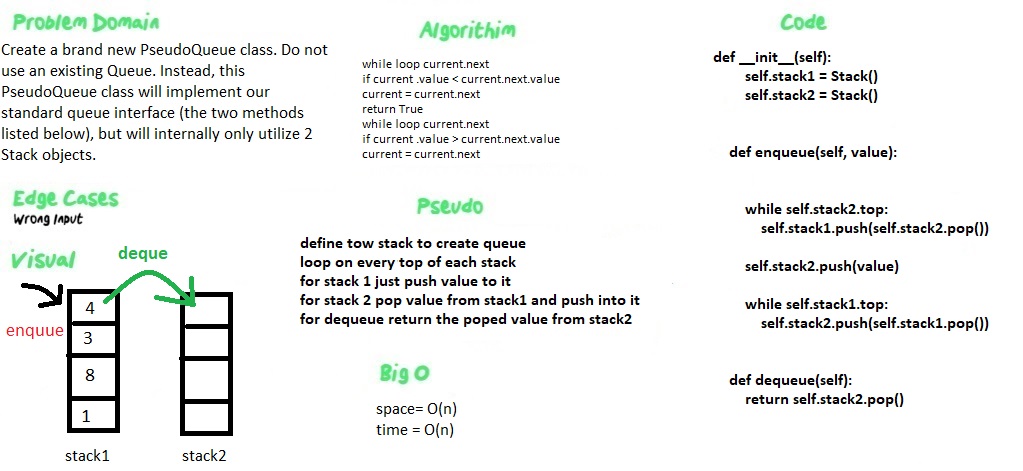 Problem Domain
Create a brand new PseudoQueue class. Do not
use an existing Queue. Instead, this
PseudoQueue class will implement our
standard queue interface (the two methods
listed below), but will internally only utilize 2
Stack objects.
Edge Cases
Wrong Input
Visual
deque
enquue
4
3
8
1
stack1
stack2
Algorithim
while loop current.next
if current .value < current.next.value
current = current.next
return True
while loop current.next
if current .value > current.next.value
current = current.next
Pseudo
define tow stack to create queue
loop on every top of each stack
for stack 1 just push value to it
for stack 2 pop value from stack1 and push into it
for dequeue return the poped value from stack2
Big O
space= O(n)
time = O(n)
Code
def __init__(self):
self.stack1 = Stack()
self.stack2 = Stack()
def enqueue(self, value):
while self.stack2.top:
self.stack1.push(self.stack2.pop())
self.stack2.push(value)
while self.stack1.top:
self.stack2.push(self.stack1.pop())
def dequeue(self):
return self.stack2.pop()